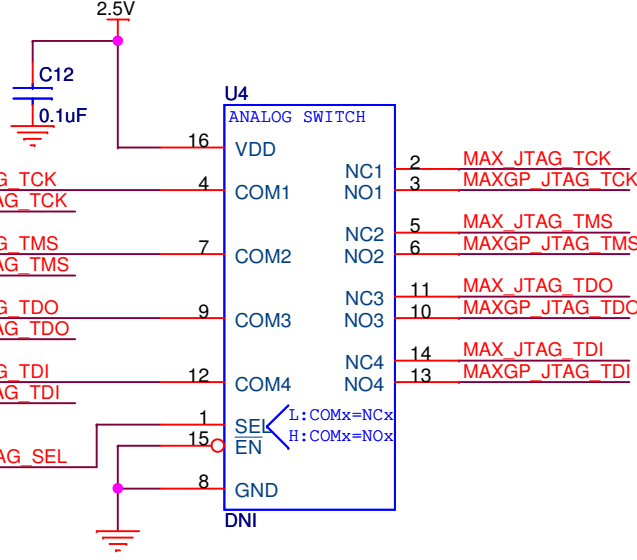 2.5V
C12
0.1uF
U4
ANALOG SWITCH
16 VDD
NC1 2 MAX_JTAG_TCK
G_TCK 4 COM1 NO1 3 MAXGP_JTAG_TCK
AG_TCK
NC2 5 MAX_JTAG_TMS
G_TMS 7 COM2 NO2 6 MAXGP_JTAG_TMS
AG_TMS
NC3 11 MAX_JTAG_TDO
G_TDO 9 COM3 NO3 10 MAXGP_JTAG_TDO
AG_TDO
NC4 14 MAX_JTAG_TDI
G_TDI 12 COM4 NO4 13 MAXGP_JTAG_TDI
AG_TDI
1 SEL L:COMx=NCx
15 EN H:COMx=NOx
AG_SEL
8 GND
DNI